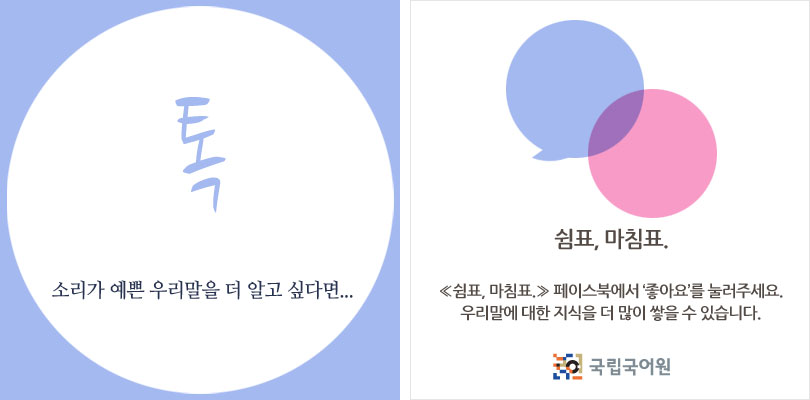 톡
소리가 예쁜 우리말을 더 알고 싶다면...
쉼표, 마침표.
≪쉼표, 마침표.≫ 페이스북에서 '좋아요'를 눌러주세요.
우리말에 대한 지식을 더 많이 쌓을 수 있습니다.
국립국어원